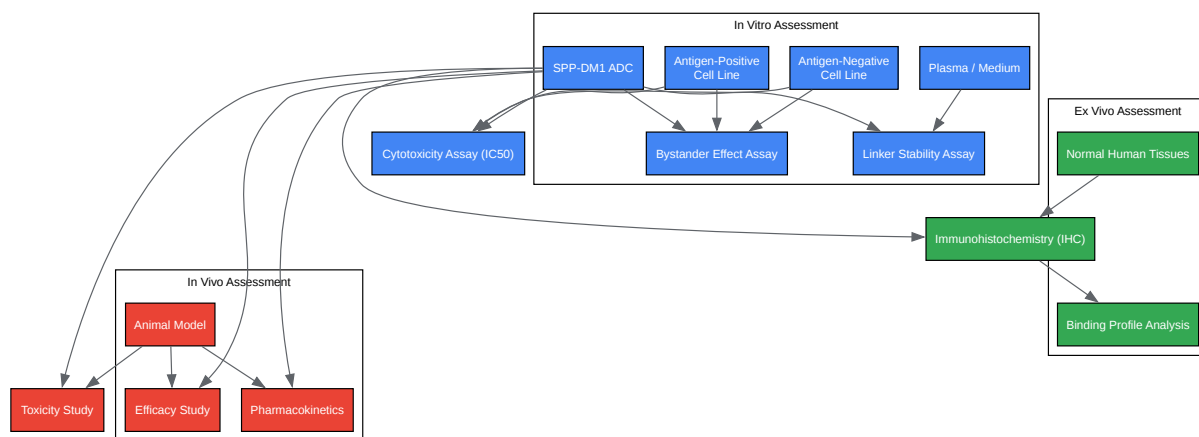 In Vitro Assessment
SPP-DM1 ADC
Antigen-Positive
Cell Line
Antigen-Negative
Cell Line
Plasma / Medium
Cytotoxicity Assay (IC50)
Bystander Effect Assay
Linker Stability Assay
Ex Vivo Assessment
Normal Human Tissues
Immunohistochemistry (IHC)
Binding Profile Analysis
In Vivo Assessment
Animal Model
Toxicity Study
Efficacy Study
Pharmacokinetics